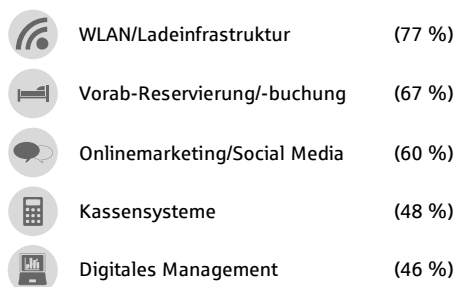 WLAN/Ladeinfrastruktur (77 %)
Vorab-Reservierung/-buchung (67 %)
Onlinemarketing/Social Media (60 %)
Kassensysteme (48 %)
Digitales Management (46 %)